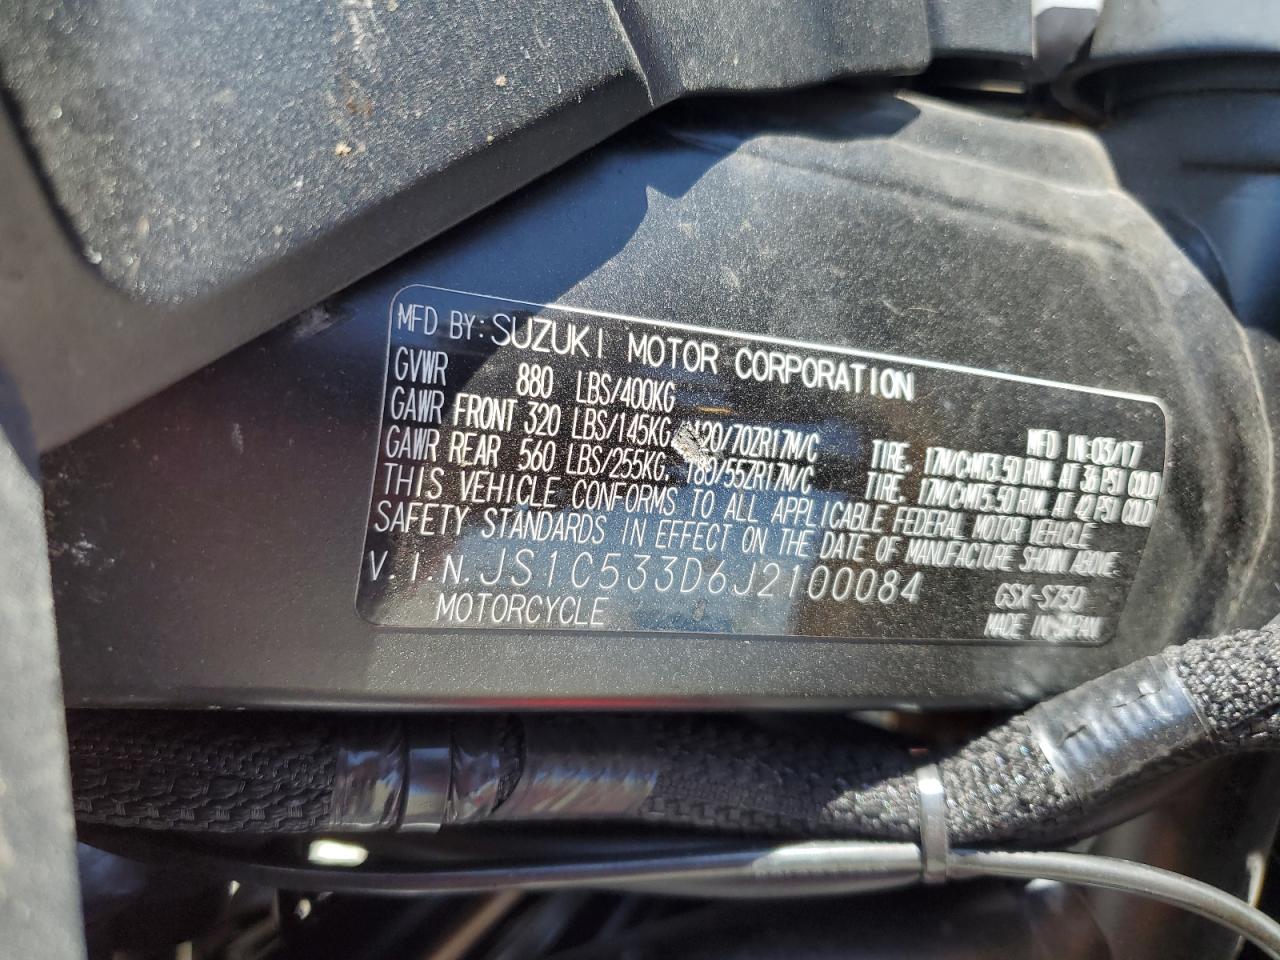 MFD BY: SUZUKI MOTOR CORPORATION
MFD IN: 03/17
GVWR 880 LBS/400KG
GAWR FRONT 320 LBS/145KG. 120/70ZR17M/C TIRE. 17M/C×MT3.50 RIM. AT 36 PSI COLD
GAWR REAR 560 LBS/255KG. 180/55ZR17M/C TIRE. 17M/C×MT5.50 RIM. AT 42 PSI COLD
THIS VEHICLE CONFORMS TO ALL APPLICABLE FEDERAL MOTOR VEHICLE
SAFETY STANDARDS IN EFFECT ON THE DATE OF MANUFACTURE SHOWN ABOVE.
V.I.N. JS1C533D6J2100084 GSX-S750
MOTORCYCLE MADE IN JAPAN